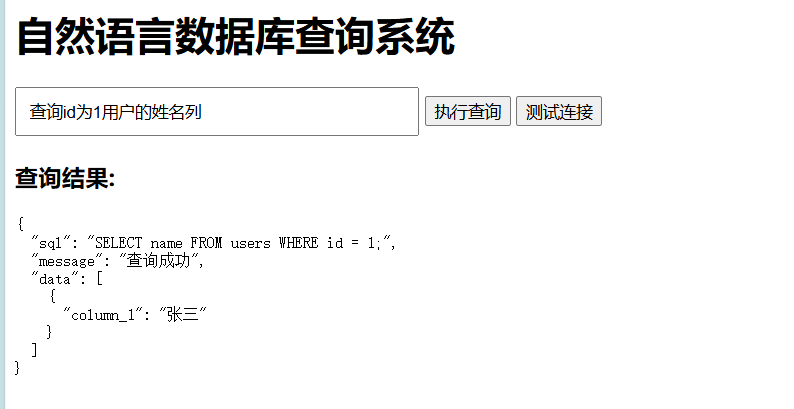 自然语言数据库查询系统
查询id为1用户的姓名列 执行查询 测试连接
查询结果:
{
  "sql": "SELECT name FROM users WHERE id = 1;",
  "message": "查询成功",
  "data": [
    {
      "column_1": "张三"
    }
  ]
}